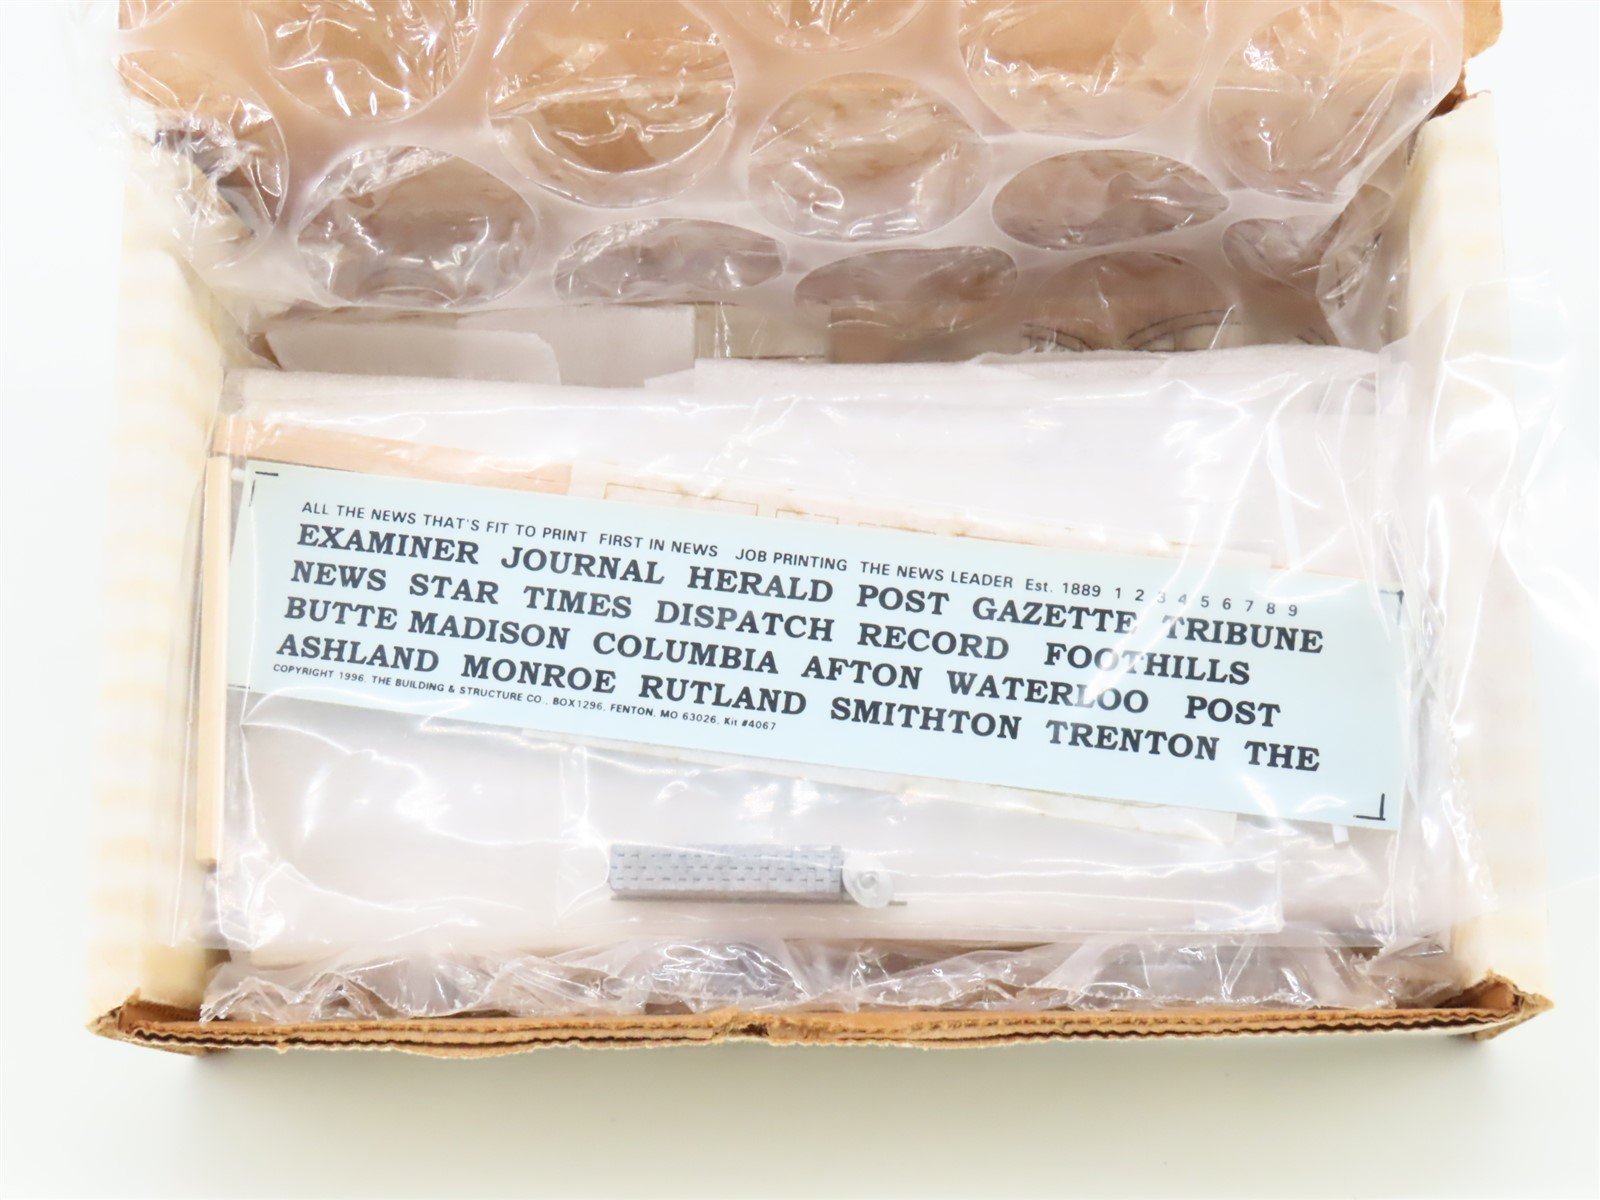 ALL THE NEWS THAT'S FIT TO PRINT FIRST IN NEWS JOB PRINTING THE NEWS LEADER Est. 1889 1 2 3 4 5 6 7 8 9
EXAMINER JOURNAL HERALD POST GAZETTE TRIBUNE
NEWS STAR TIMES DISPATCH RECORD FOOTHILLS
BUTTE MADISON COLUMBIA AFTON WATERLOO POST
ASHLAND MONROE RUTLAND SMITHTON TRENTON THE
COPYRIGHT 1996, THE BUILDING & STRUCTURE CO., BOX1296, FENTON, MO 63026, Kit #4067